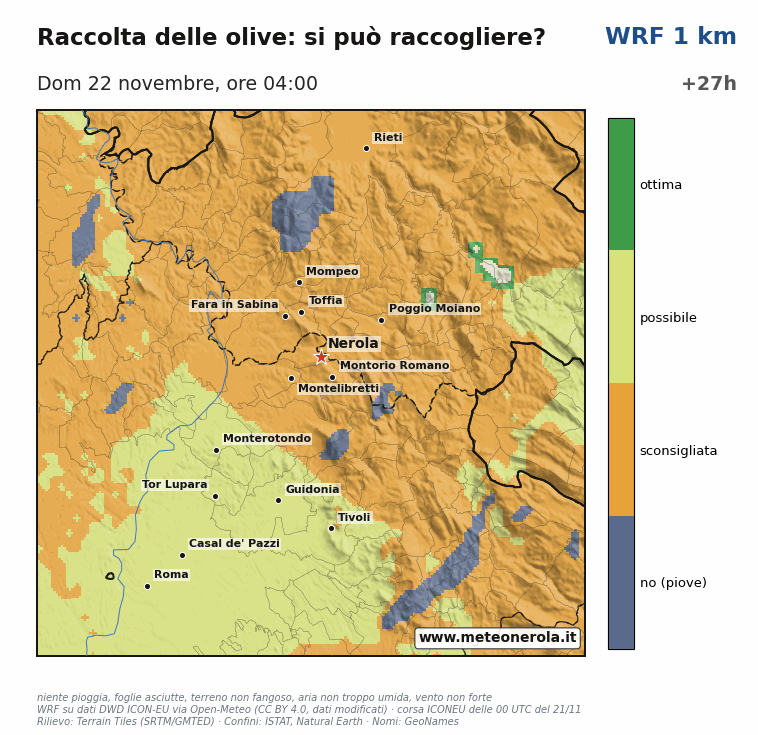 Raccolta delle olive: si può raccogliere?
WRF 1 km
Dom 22 novembre, ore 04:00
+27h
Rieti
ottima
Mompeo
Fara in Sabina
Toffia
Poggio Moiano
possibile
Nerola
Montorio Romano
Montelibretti
Monterotondo
sconsigliata
Tor Lupara
Guidonia
Tivoli
Casal de' Pazzi
Roma
no (piove)
www.meteonerola.it
niente pioggia, foglie asciutte, terreno non fangoso, aria non troppo umida, vento non forte
WRF su dati DWD ICON-EU via Open-Meteo (CC BY 4.0, dati modificati) · corsa ICONEU delle 00 UTC del 21/11
Rilievo: Terrain Tiles (SRTM/GMTED) · Confini: ISTAT, Natural Earth · Nomi: GeoNames